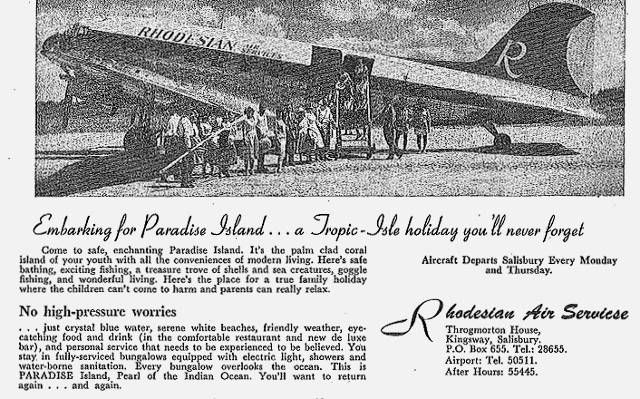 RHODESIAN AIR SERVICES
R
Embarking for Paradise Island . . . a Tropic-Isle holiday you'll never forget
Come to safe, enchanting Paradise Island. It's the palm clad coral
island of your youth with all the conveniences of modern living. Here's safe
bathing, exciting fishing, a treasure trove of shells and sea creatures, goggle
fishing, and wonderful living. Here's the place for a true family holiday
where the children can't come to harm and parents can really relax.
No high-pressure worries
. . . just crystal blue water, serene white beaches, friendly weather, eye-
catching food and drink (in the comfortable restaurant and new de luxe
bar), and personal service that needs to be experienced to be believed. You
stay in fully-serviced bungalows equipped with electric light, showers and
water-borne sanitation. Every bungalow overlooks the ocean. This is
PARADISE Island, Pearl of the Indian Ocean. You'll want to return
again . . . and again.
Aircraft Departs Salisbury Every Monday
and Thursday.
Rhodesian Air Servicse
Throgmorton House,
Kingsway, Salisbury.
P.O. Box 655. Tel.: 28655.
Airport: Tel. 50511.
After Hours: 55445.